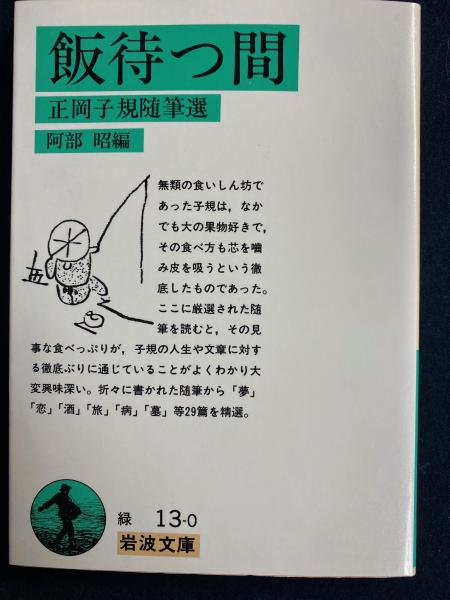 飯待つ間
正岡子規随筆選
阿部 昭編
無類の食いしん坊で
あった子規は，なか
でも大の果物好きで，
その食べ方も芯を嚙
み皮を吸うという徹
底したものであった。
ここに厳選された随
筆を読むと，その見
事な食べっぷりが，子規の人生や文章に対す
る徹底ぶりに通じていることがよくわかり大
変興味深い。折々に書かれた随筆から「夢」
「恋」「酒」「旅」「病」「墓」等29篇を精選。
緑 13-0
岩波文庫